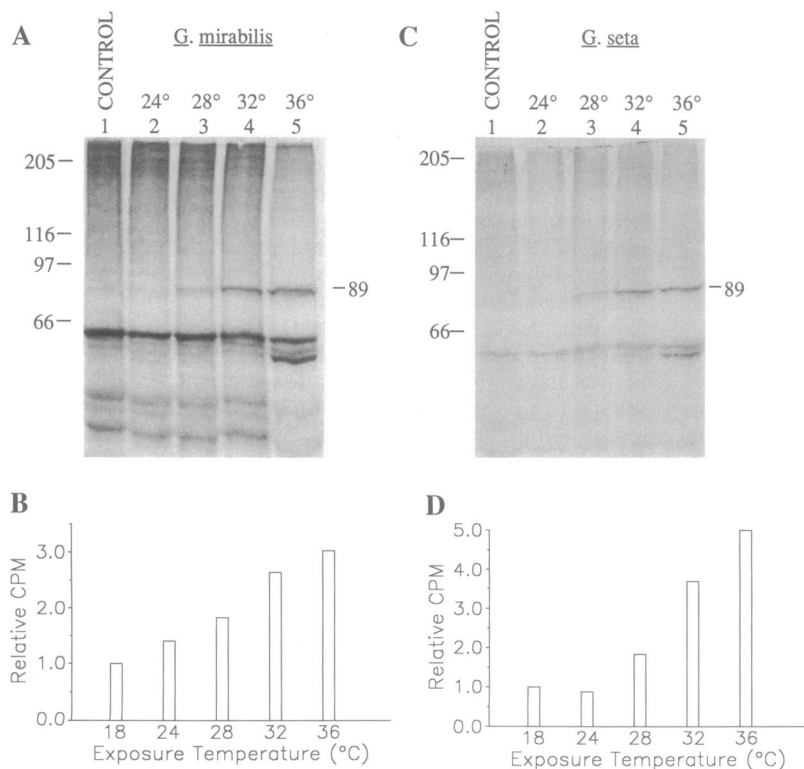 A
G. mirabilis
CONTROL
24° 28° 32° 36°
1 2 3 4 5
205–
116–
97–
66–
–89
C
G. seta
CONTROL
24° 28° 32° 36°
1 2 3 4 5
205–
116–
97–
66–
–89
B
Relative CPM
3.0
2.0
1.0
0.0
18 24 28 32 36
Exposure Temperature (°C)
D
Relative CPM
5.0
4.0
3.0
2.0
1.0
0.0
18 24 28 32 36
Exposure Temperature (°C)